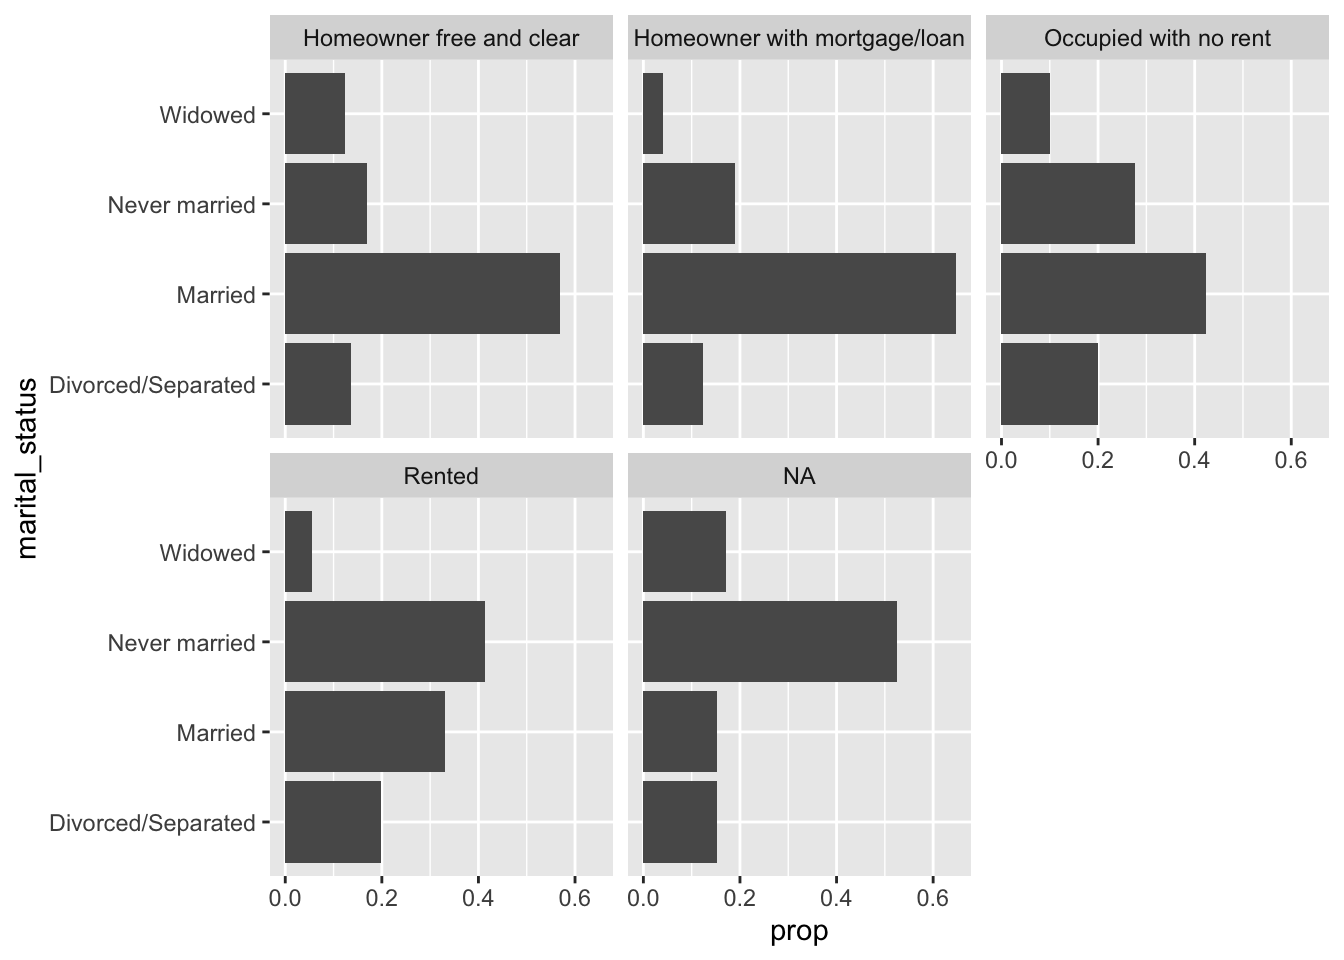 Homeowner free and clear
Homeowner with mortgage/loan
Occupied with no rent
Widowed
Never married
Married
Divorced/Separated
0.0 0.2 0.4 0.6
marital_status
Rented
NA
Widowed
Never married
Married
Divorced/Separated
0.0 0.2 0.4 0.6
0.0 0.2 0.4 0.6
prop